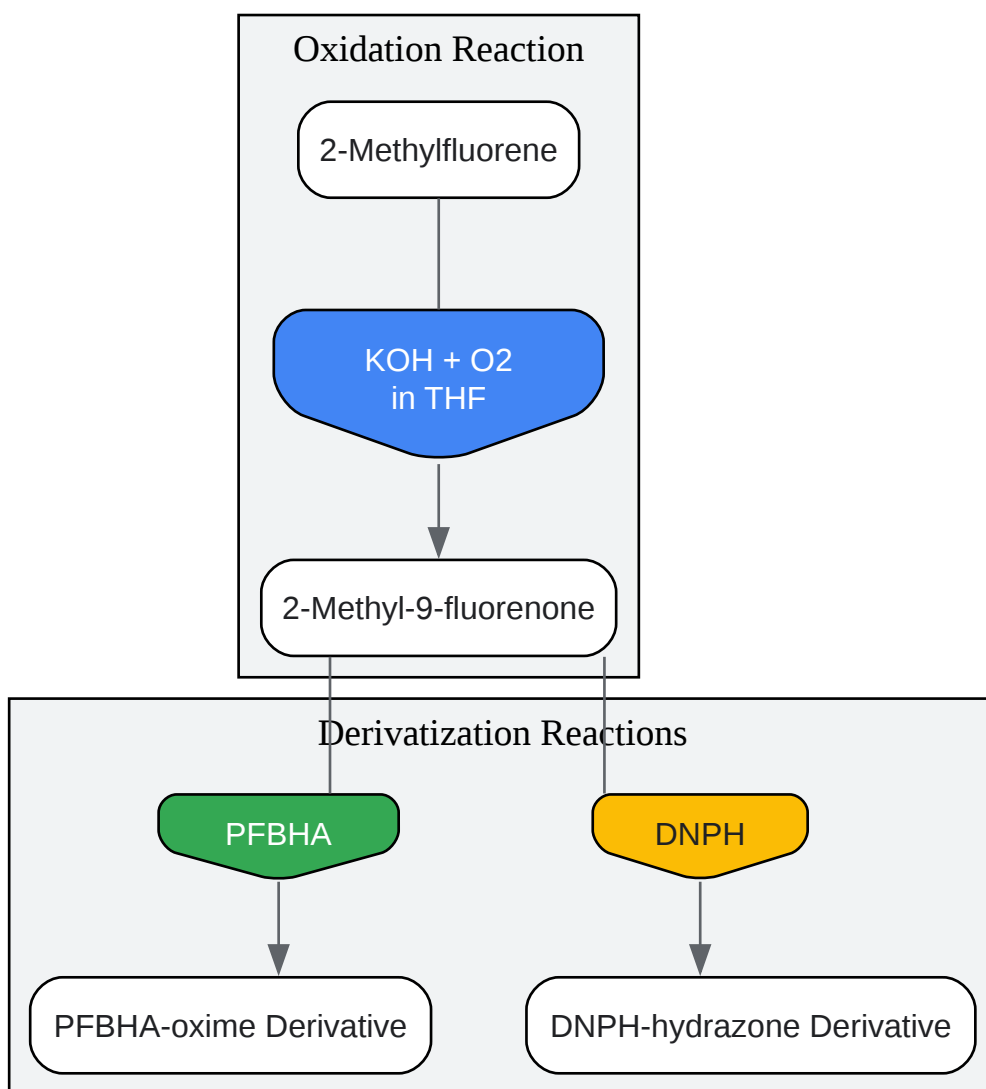 Oxidation Reaction
2-Methylfluorene
KOH + O2
in THF
2-Methyl-9-fluorenone
Derivatization Reactions
PFBHA
DNPH
PFBHA-oxime Derivative
DNPH-hydrazone Derivative